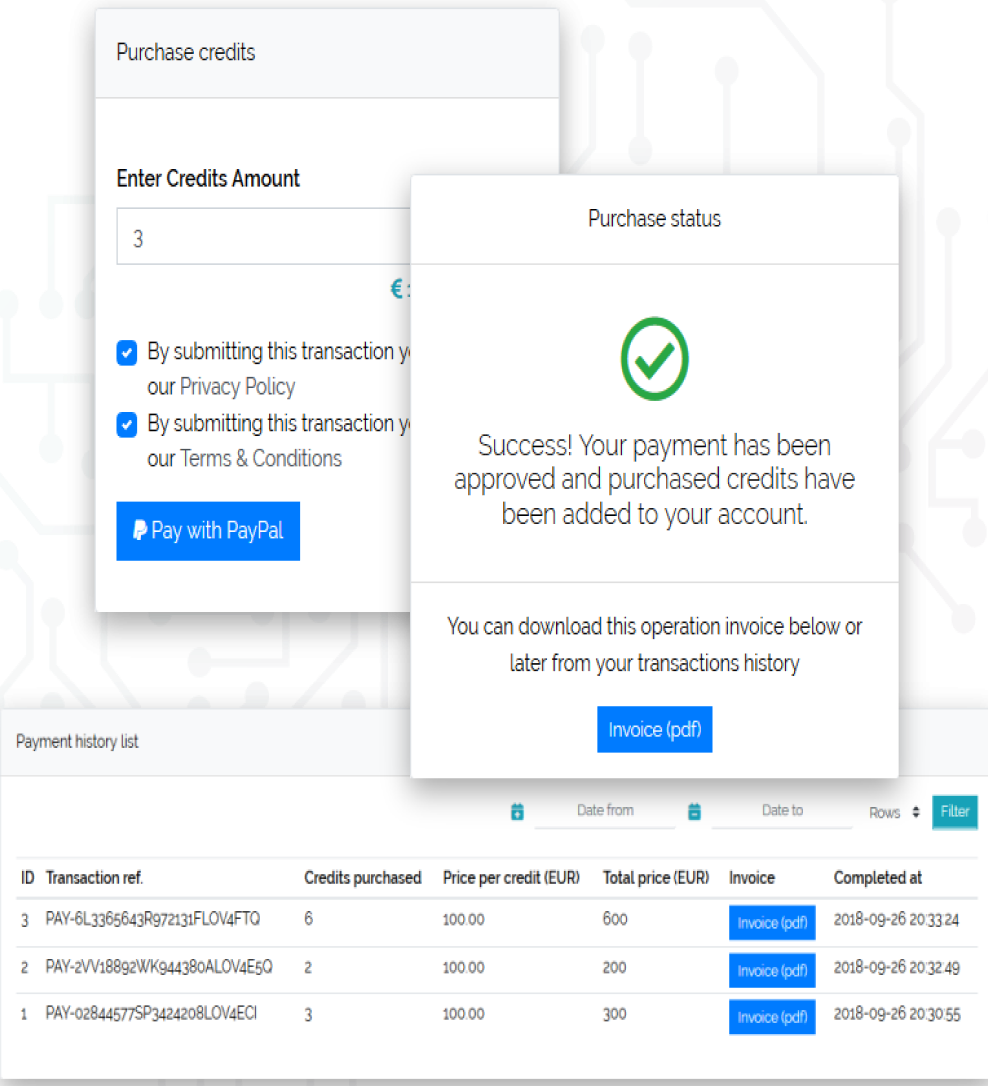 Purchase credits
Enter Credits Amount
3
€
By submitting this transaction
our Privacy Policy
By submitting this transaction
our Terms & Conditions
Pay with PayPal
Purchase status
Success! Your payment has been
approved and purchased credits have
been added to your account.
You can download this operation invoice below or
later from your transactions history
Invoice (pdf)
Payment history list
Date from Date to Rows Filter
ID Transaction ref. Credits purchased Price per credit (EUR) Total price (EUR) Invoice Completed at
3 PAY-6L3365643R972131FLOV4FTQ 6 100.00 600 Invoice (pdf) 2018-09-26 20:33:24
2 PAY-2VV18892WK944380ALOV4E5Q 2 100.00 200 Invoice (pdf) 2018-09-26 20:32:49
1 PAY-02844577SP3424208LOV4ECI 3 100.00 300 Invoice (pdf) 2018-09-26 20:30:55